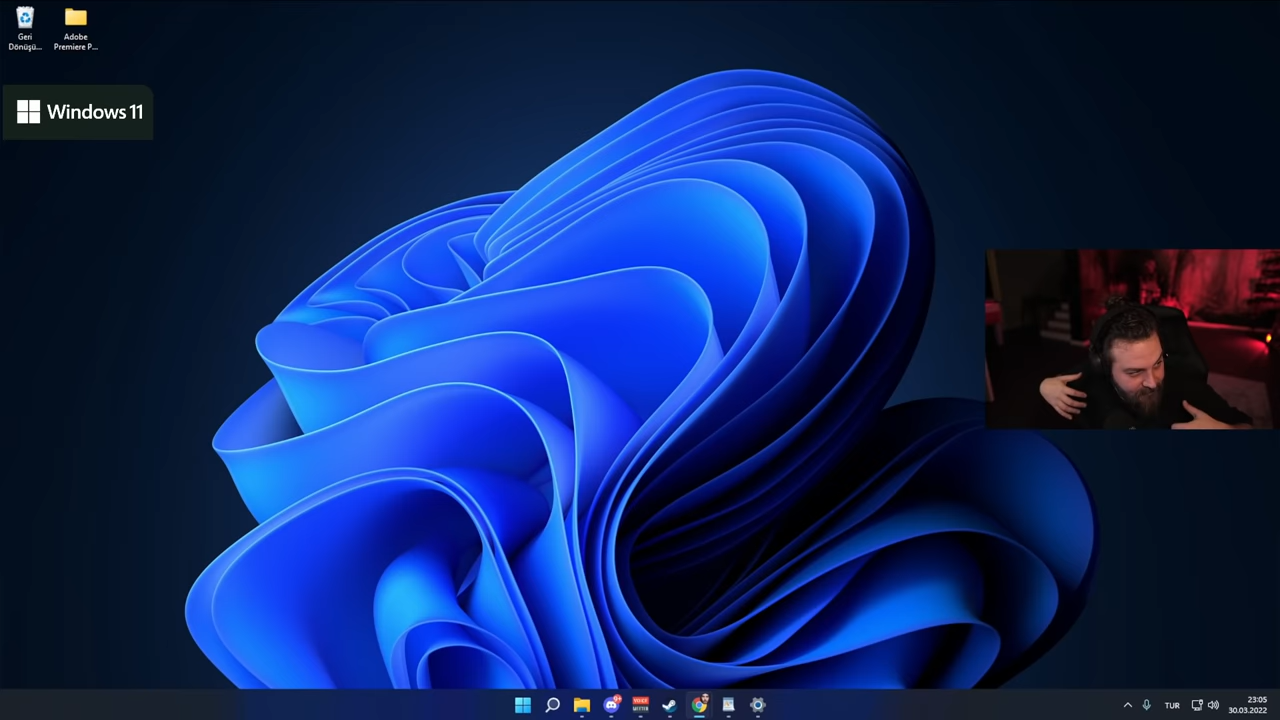 Geri
Dönüşü...
Adobe
Premiere P...
Windows 11
TUR
23:05
30.03.2022